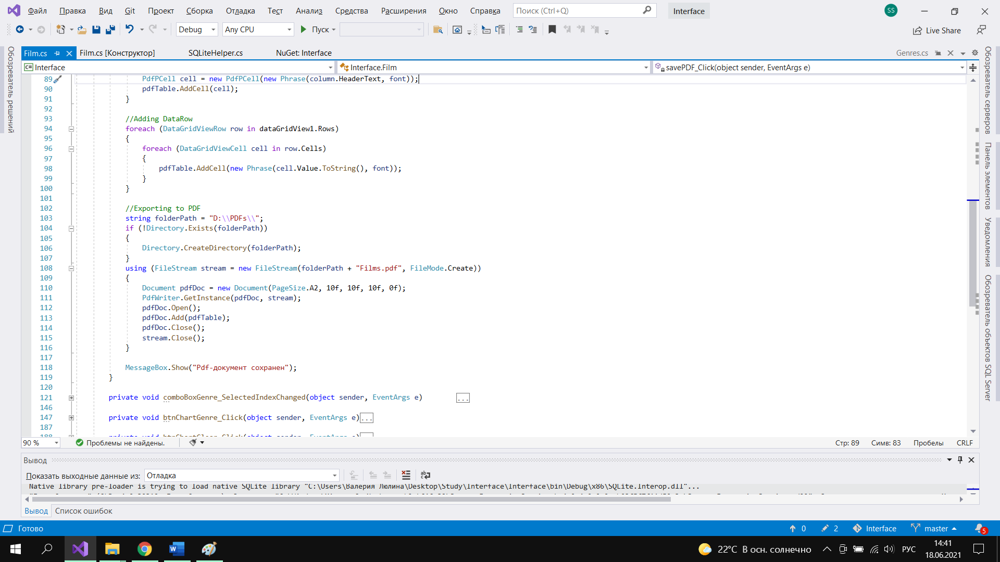 Файл Правка Вид Git Проект Сборка Отладка Тест Анализ Средства Расширения Окно Справка Поиск (Ctrl+Q) Interface SS
Debug Any CPU Пуск Live Share
Film.cs Film.cs [Конструктор] SQLiteHelper.cs NuGet: Interface Genres.cs
C# Interface Interface.Film savePDF_Click(object sender, EventArgs e)
Обозреватель решений
89 PdfPCell cell = new PdfPCell(new Phrase(column.HeaderText, font));
90 pdfTable.AddCell(cell);
91 }
92
93 //Adding DataRow
94 foreach (DataGridViewRow row in dataGridView1.Rows)
95 {
96 foreach (DataGridViewCell cell in row.Cells)
97 {
98 pdfTable.AddCell(new Phrase(cell.Value.ToString(), font));
99 }
100 }
101
102 //Exporting to PDF
103 string folderPath = "D:\\PDFs\\";
104 if (!Directory.Exists(folderPath))
105 {
106 Directory.CreateDirectory(folderPath);
107 }
108 using (FileStream stream = new FileStream(folderPath + "Films.pdf", FileMode.Create))
109 {
110 Document pdfDoc = new Document(PageSize.A2, 10f, 10f, 10f, 0f);
111 PdfWriter.GetInstance(pdfDoc, stream);
112 pdfDoc.Open();
113 pdfDoc.Add(pdfTable);
114 pdfDoc.Close();
115 stream.Close();
116 }
117
118 MessageBox.Show("Pdf-документ сохранен");
119 }
120
121 private void comboBoxGenre_SelectedIndexChanged(object sender, EventArgs e) ...
146
147 private void btnChartGenre_Click(object sender, EventArgs e)...
187
Обозреватель серверов
Панель элементов
Уведомления
Обозреватель объектов SQL Server
90 % Проблемы не найдены. Стр: 89 Симв: 83 Пробелы CRLF
Вывод
Показать выходные данные из: Отладка
Native library pre-loader is trying to load native SQLite library "C:\Users\Валерия Люлина\Desktop\Study\Interface\Interface\bin\Debug\x86\SQLite.Interop.dll"...
Вывод Список ошибок
Готово 0 2 Interface master 5
22°C В осн. солнечно РУС 14:41
18.06.2021